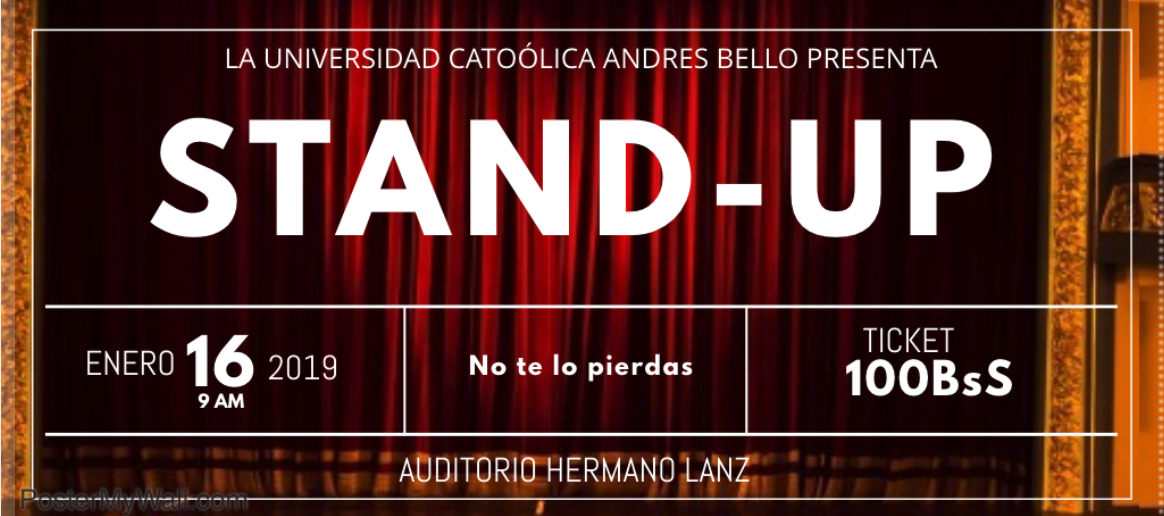 LA UNIVERSIDAD CATOÓLICA ANDRES BELLO PRESENTA
STAND-UP
ENERO 16 2019
9 AM
No te lo pierdas
TICKET
100BsS
AUDITORIO HERMANO LANZ
PosterMyWall.com